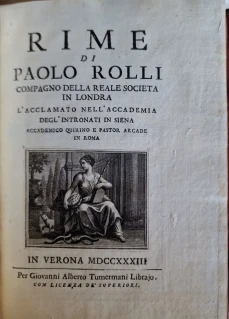 RIME
DI
PAOLO ROLLI
COMPAGNO DELLA REALE SOCIETA
IN LONDRA
L'ACCLAMATO NELL'ACCADEMIA
DEGL'INTRONATI IN SIENA
ACCADEMICO QUIRINO E PASTOR ARCADE
IN ROMA
IN VERONA MDCCXXXIII
Per Giovanni Alberto Tumermani Librajo.
CON LICENZA DE' SUPERIORI.